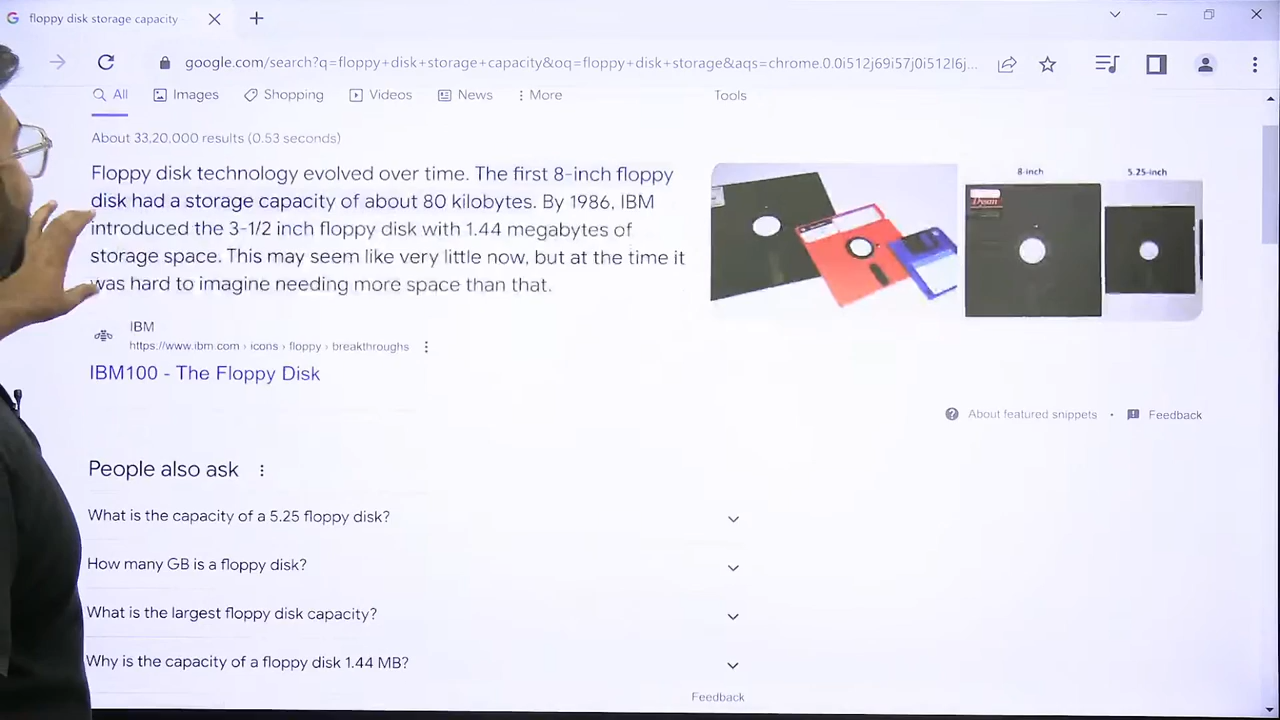 floppy disk storage capacity
google.com/search?q=floppy+disk+storage+capacity&oq=floppy+disk+storage&aqs=chrome.0.0i512j69i57j0i512l6j...
All Images Shopping Videos News More Tools
About 33,20,000 results (0.53 seconds)
Floppy disk technology evolved over time. The first 8-inch floppy
disk had a storage capacity of about 80 kilobytes. By 1986, IBM
introduced the 3-1/2 inch floppy disk with 1.44 megabytes of
storage space. This may seem like very little now, but at the time it
was hard to imagine needing more space than that.
8-inch
5.25-inch
Dysan
IBM
https://www.ibm.com › icons › floppy › breakthroughs
IBM100 - The Floppy Disk
About featured snippets • Feedback
People also ask
What is the capacity of a 5.25 floppy disk?
How many GB is a floppy disk?
What is the largest floppy disk capacity?
Why is the capacity of a floppy disk 1.44 MB?
Feedback